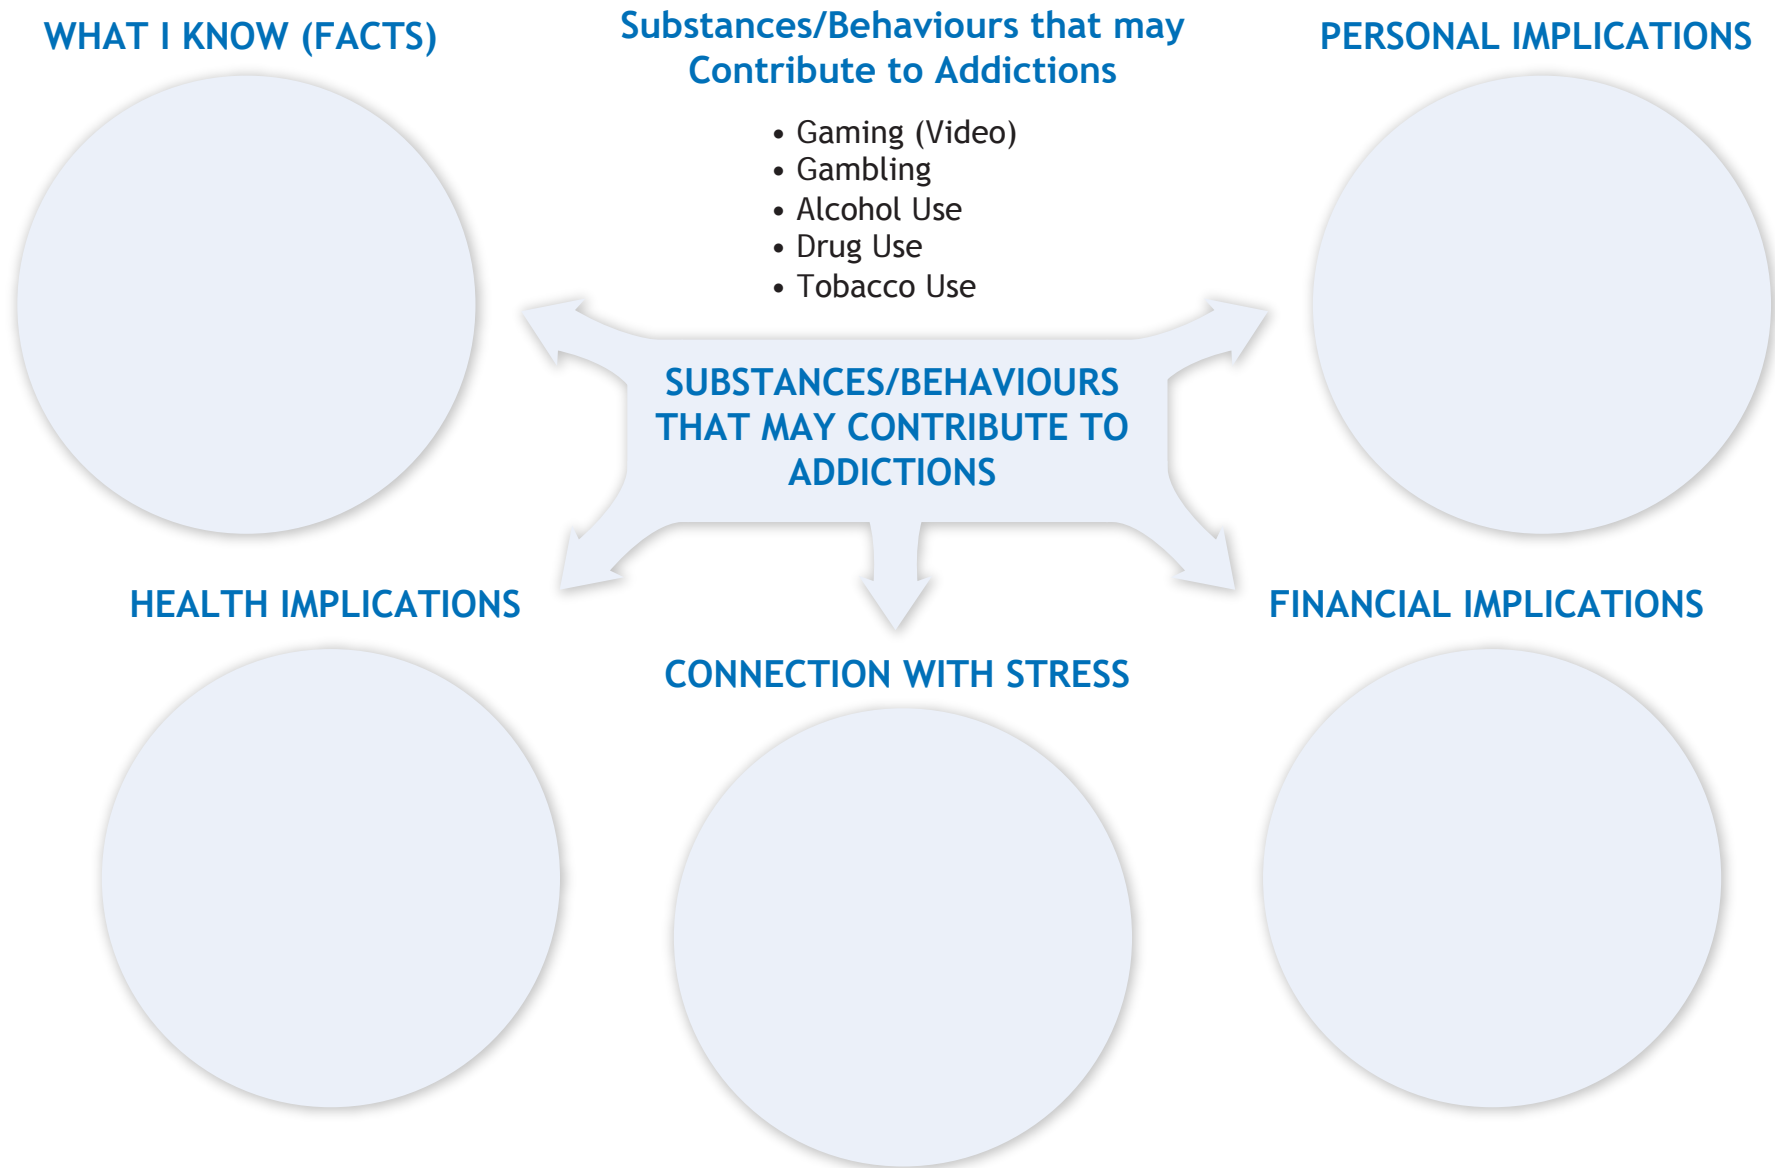 WHAT I KNOW (FACTS)
Substances/Behaviours that may
Contribute to Addictions
• Gaming (Video)
• Gambling
• Alcohol Use
• Drug Use
• Tobacco Use
PERSONAL IMPLICATIONS
SUBSTANCES/BEHAVIOURS
THAT MAY CONTRIBUTE TO
ADDICTIONS
HEALTH IMPLICATIONS
CONNECTION WITH STRESS
FINANCIAL IMPLICATIONS